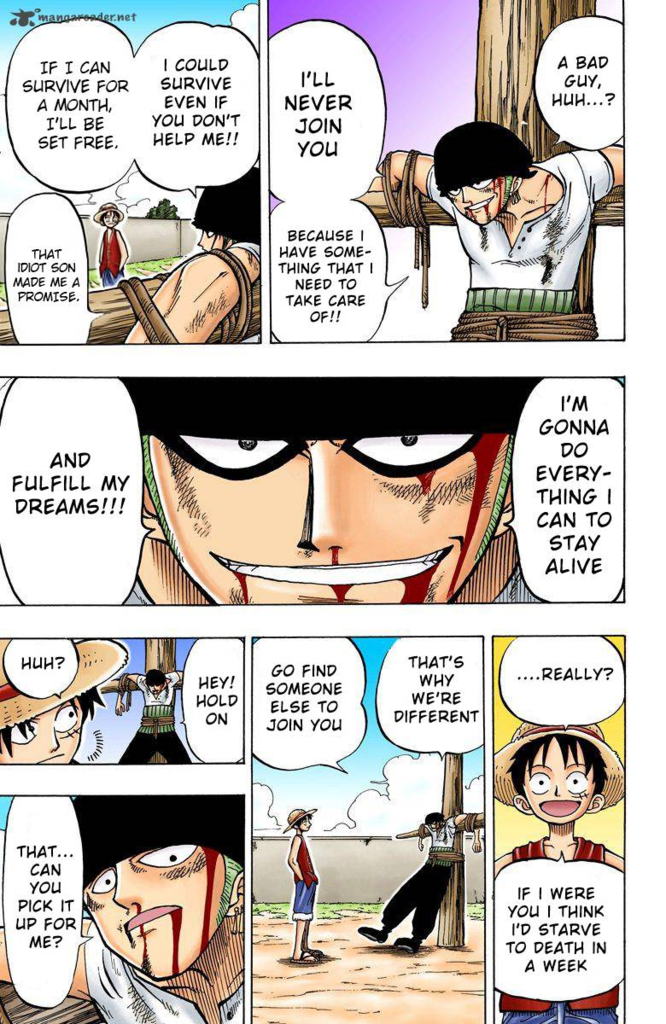 mangareader.net
A BAD
GUY,
HUH...?
I'LL
NEVER
JOIN
YOU
BECAUSE I
HAVE SOME-
THING THAT I
NEED TO
TAKE CARE
OF!!
I COULD
SURVIVE
EVEN IF
YOU DON'T
HELP ME!!
IF I CAN
SURVIVE FOR
A MONTH,
I'LL BE
SET FREE.
THAT
IDIOT SON
MADE ME A
PROMISE.
I'M
GONNA
DO
EVERY-
THING I
CAN TO
STAY
ALIVE
AND
FULFILL MY
DREAMS!!!
....REALLY?
IF I WERE
YOU I THINK
I'D STARVE
TO DEATH IN
A WEEK
THAT'S
WHY
WE'RE
DIFFERENT
GO FIND
SOMEONE
ELSE TO
JOIN YOU
HEY!
HOLD
ON
HUH?
THAT...
CAN
YOU
PICK IT
UP FOR
ME?